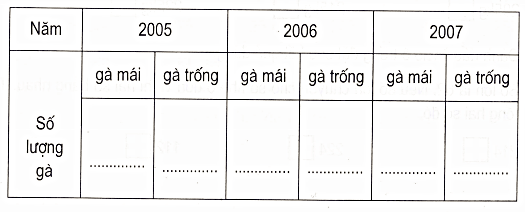 Năm 2005 2006 2007
gà mái gà trống gà mái gà trống gà mái gà trống
Số
lượng
gà
............... ............... ............... ............... ............... ...............